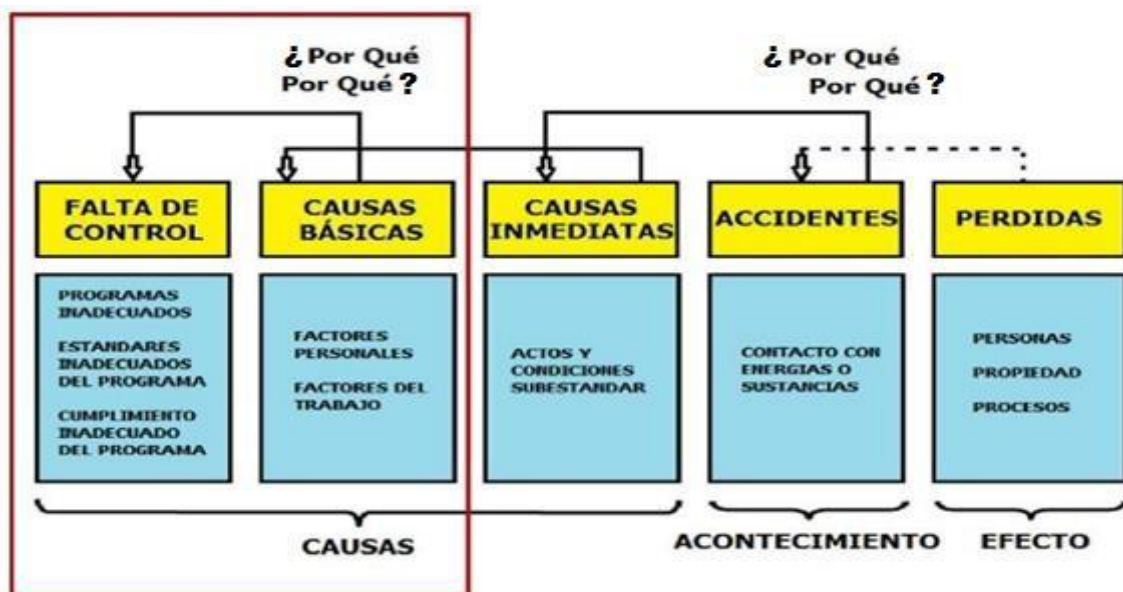 ¿Por Qué
Por Qué?
¿Por Qué
Por Qué?
FALTA DE
CONTROL
CAUSAS
BÁSICAS
CAUSAS
INMEDIATAS
ACCIDENTES
PERDIDAS
PROGRAMAS
INADECUADOS
ESTANDARES
INADECUADOS
DEL PROGRAMA
CUMPLIMIENTO
INADECUADO
DEL PROGRAMA
FACTORES
PERSONALES
FACTORES DEL
TRABAJO
ACTOS Y
CONDICIONES
SUBESTANDAR
CONTACTO CON
ENERGIAS O
SUSTANCIAS
PERSONAS
PROPIEDAD
PROCESOS
CAUSAS
ACONTECIMIENTO
EFECTO